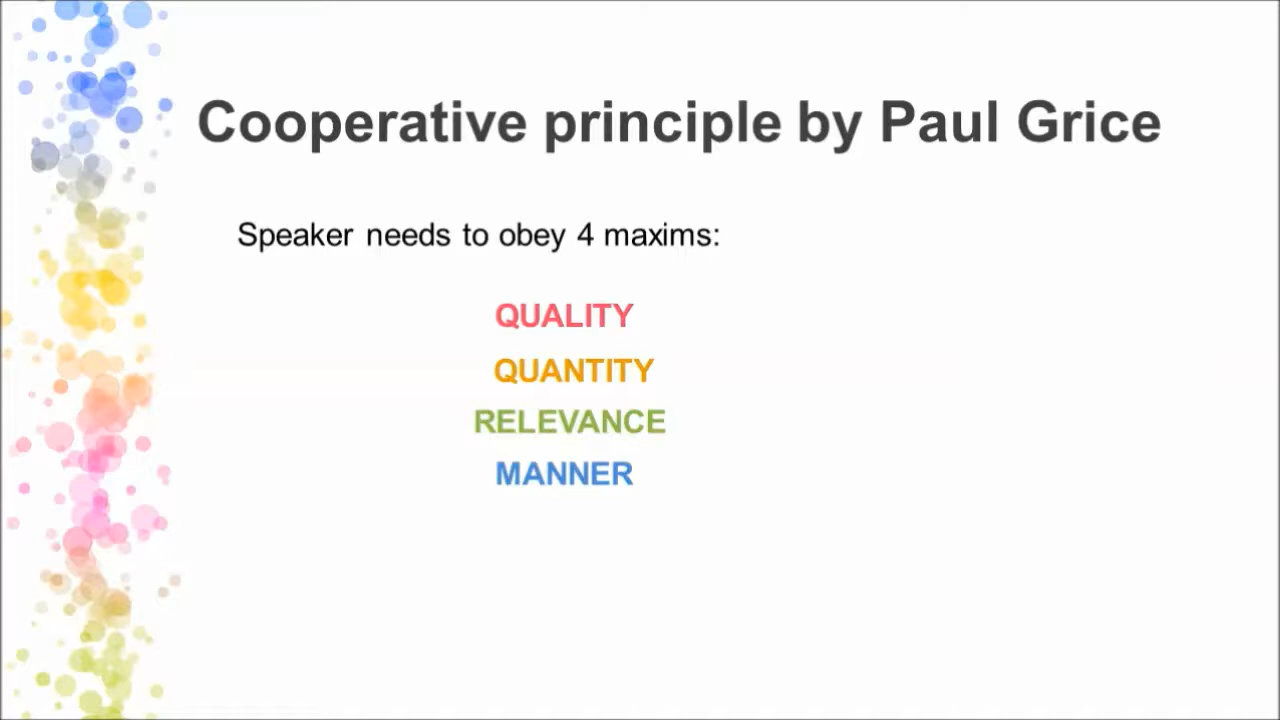 Cooperative principle by Paul Grice
Speaker needs to obey 4 maxims:
QUALITY
QUANTITY
RELEVANCE
MANNER